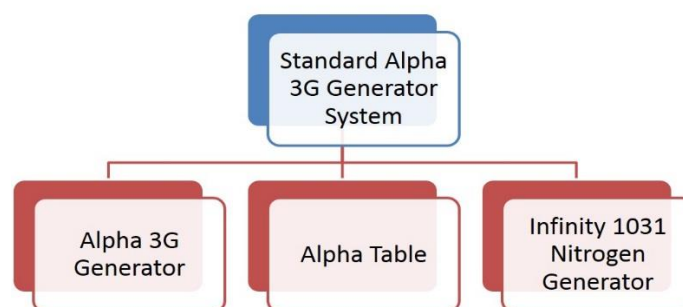 Standard Alpha
3G Generator
System
Alpha 3G
Generator
Alpha Table
Infinity 1031
Nitrogen
Generator